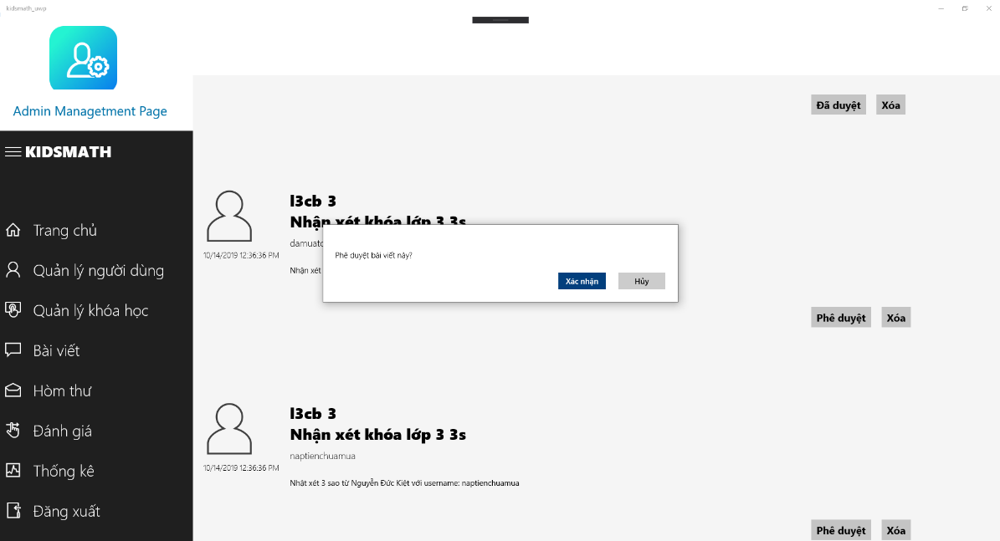 kidsmath_uwp
Admin Managetment Page
KIDSMATH
Trang chủ
Quản lý người dùng
Quản lý khóa học
Bài viết
Hòm thư
Đánh giá
Thống kê
Đăng xuất
Đã duyệt Xóa
l3cb 3
Nhận xét khóa lớp 3 3s
10/14/2019 12:36:36 PM
Nhận xét
Phê duyệt bài viết này?
Xác nhận Hủy
Phê duyệt Xóa
l3cb 3
Nhận xét khóa lớp 3 3s
naptienchuamua
10/14/2019 12:36:36 PM
Nhật xét 3 sao từ Nguyễn Đức Kiệt với username: naptienchuamua
Phê duyệt Xóa